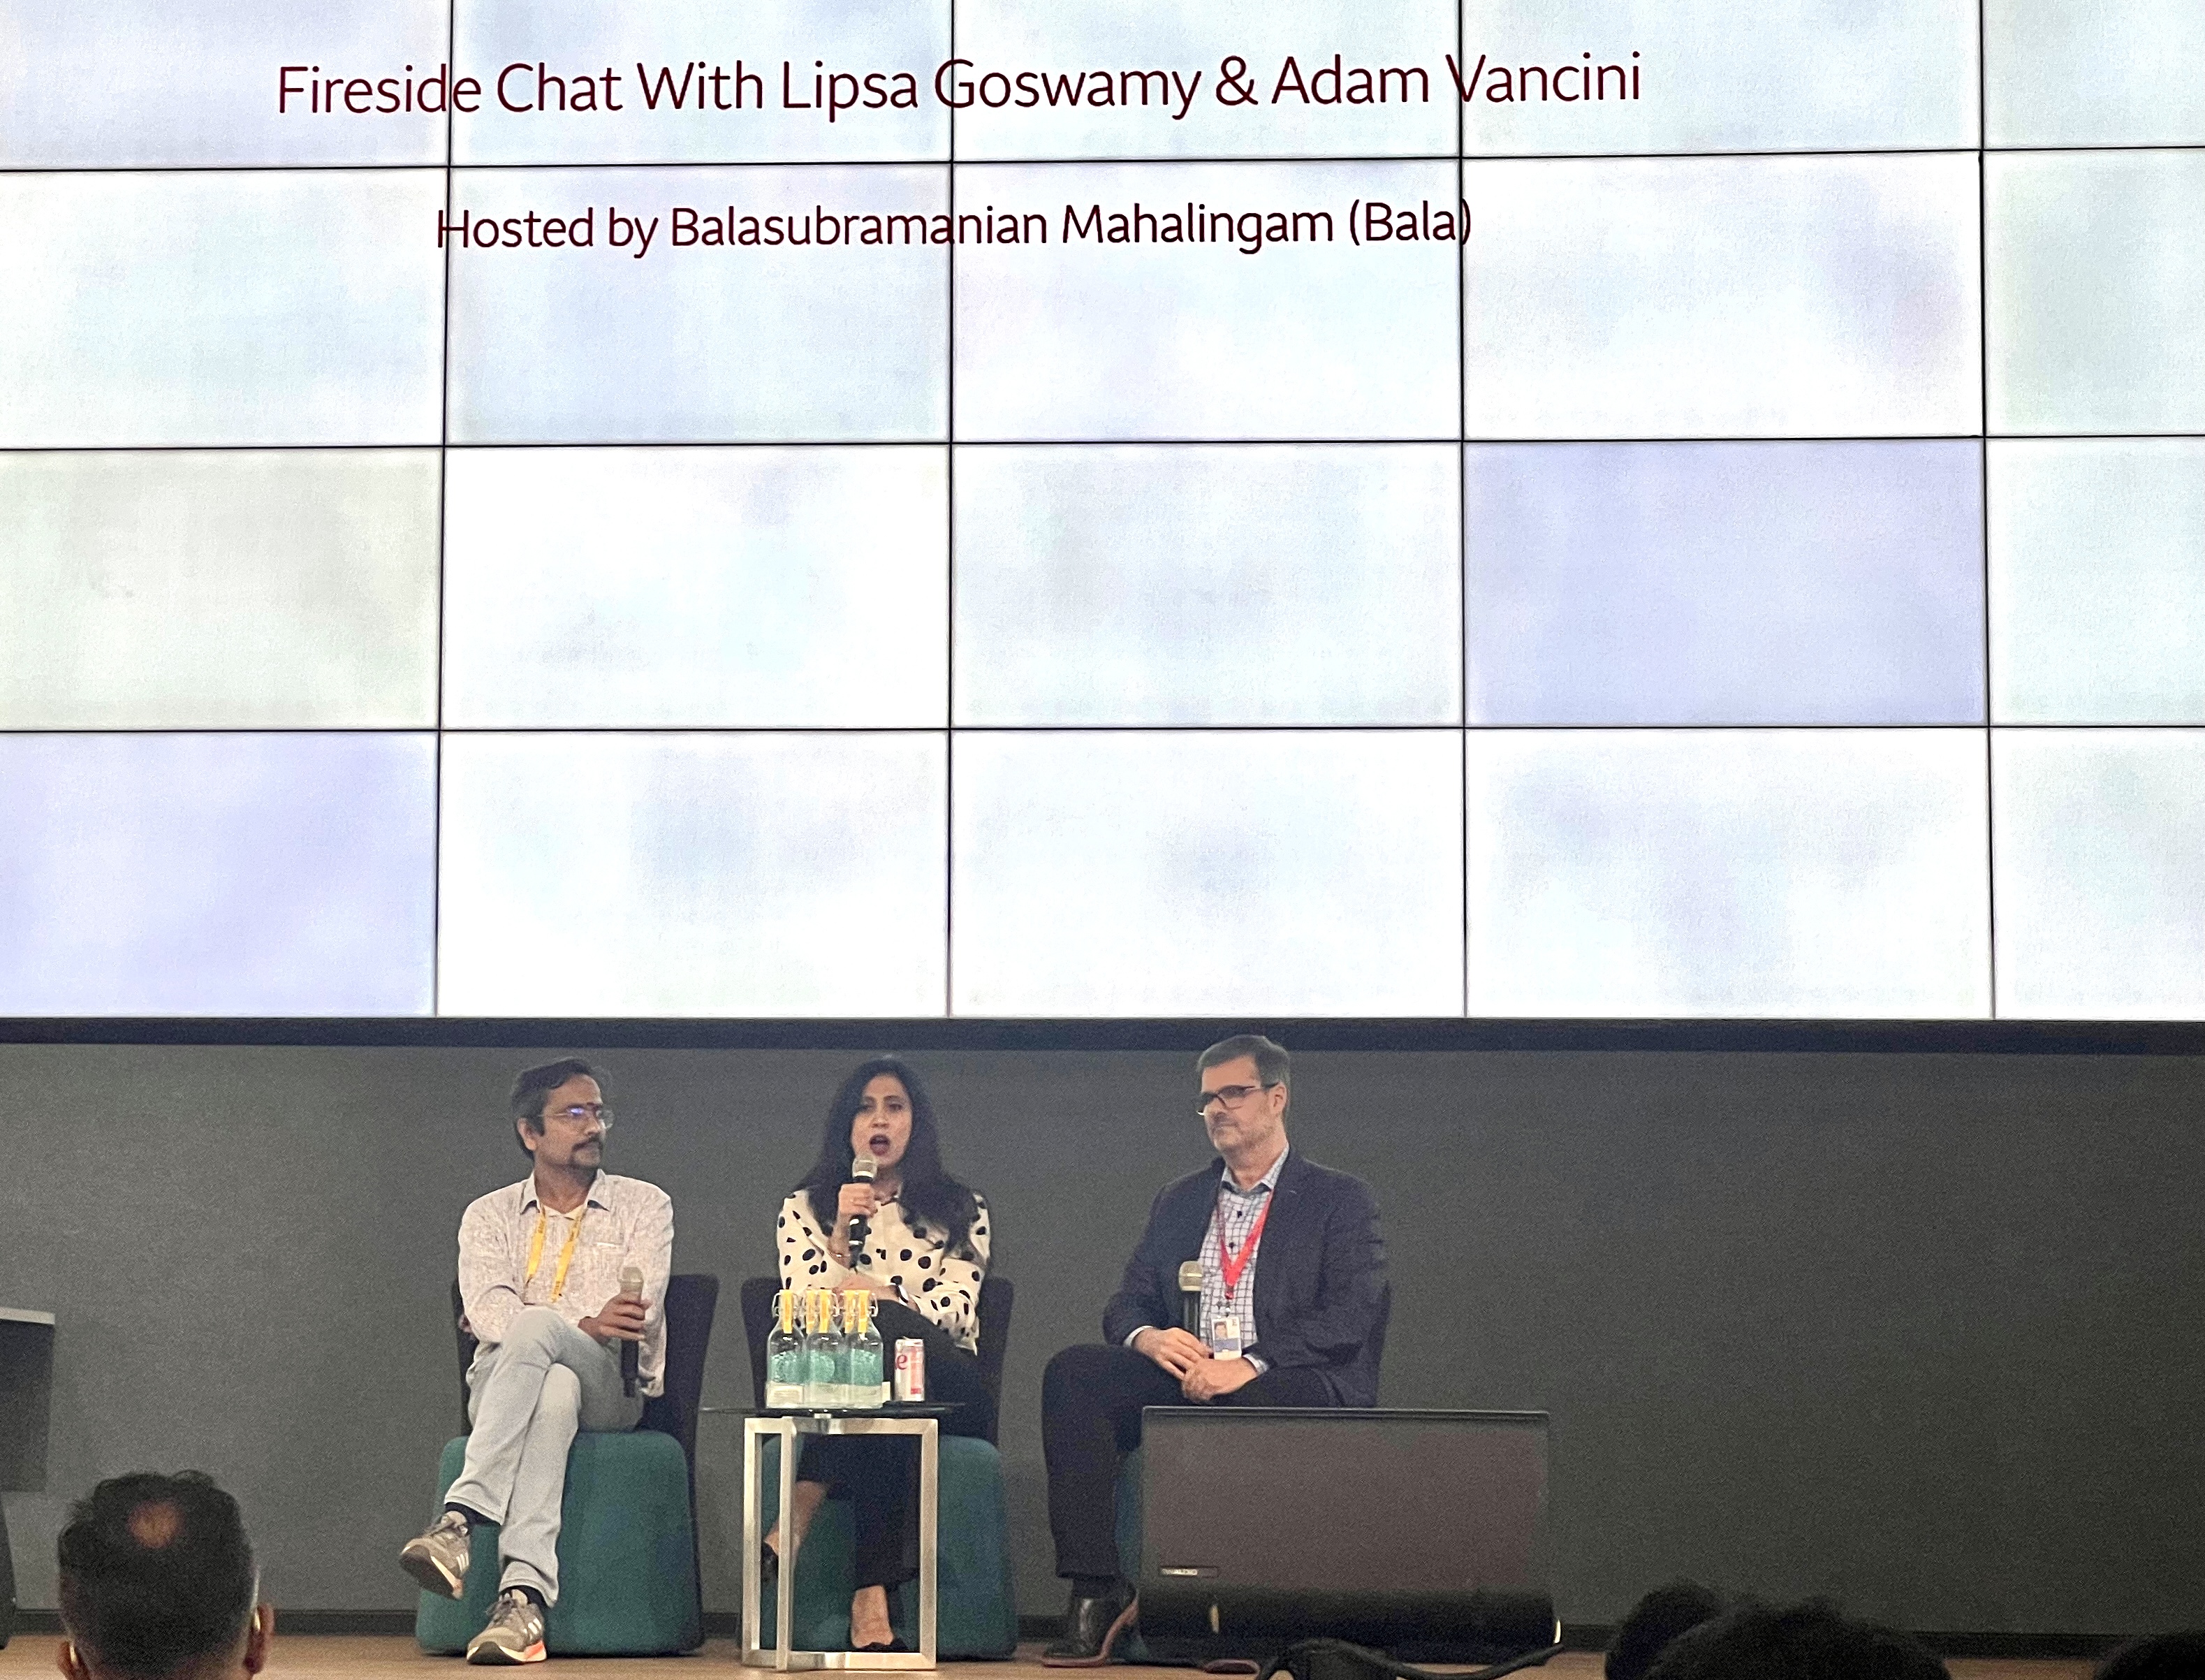 Fireside Chat With Lipsa Goswamy & Adam Vancini
Hosted by Balasubramanian Mahalingam (Bala)